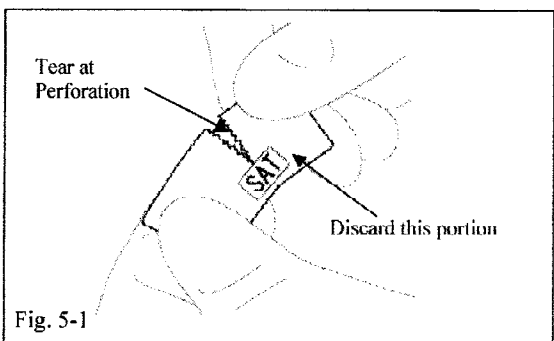 Tear at
Perforation
SAT
Discard this portion
Fig. 5-1